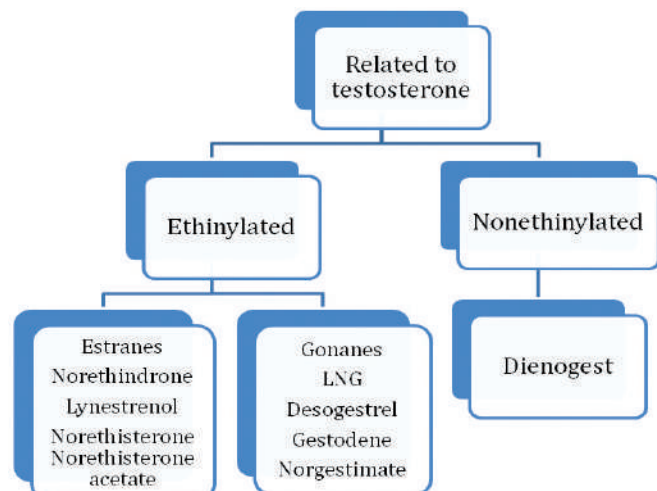 Related to
testosterone
Ethinylated
Nonethinylated
Estranes
Norethindrone
Lynestrenol
Norethisterone
Norethisterone
acetate
Gonanes
LNG
Desogestrel
Gestodene
Norgestimate
Dienogest